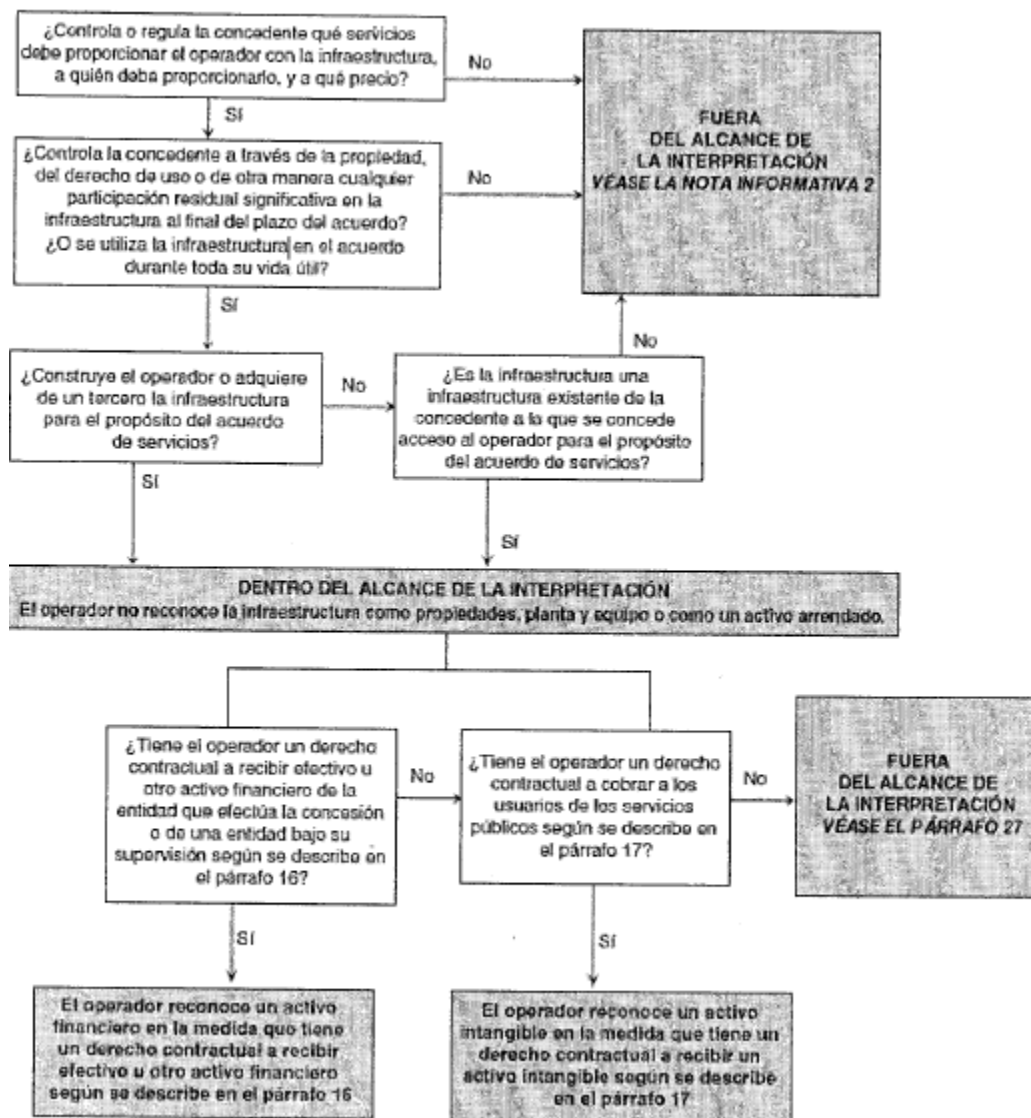 ¿Controla o regula la concedente qué servicios
debe proporcionar el operador con la infraestructura,
a quién debe proporcionarlo, y a qué precio?
No
Sí
FUERA
DEL ALCANCE DE
LA INTERPRETACIÓN
VÉASE LA NOTA INFORMATIVA 2
¿Controla la concedente a través de la propiedad,
del derecho de uso o de otra manera cualquier
participación residual significativa en la
infraestructura al final del plazo del acuerdo?
¿O se utiliza la infraestructura en el acuerdo
durante toda su vida útil?
No
Sí
No
¿Construye el operador o adquiere
de un tercero la infraestructura
para el propósito del acuerdo
de servicios?
No
¿Es la infraestructura una
infraestructura existente de la
concedente a la que se concede
acceso al operador para el propósito
del acuerdo de servicios?
Sí
Sí
DENTRO DEL ALCANCE DE LA INTERPRETACIÓN
El operador no reconoce la infraestructura como propiedades, planta y equipo o como un activo arrendado.
¿Tiene el operador un derecho
contractual a recibir efectivo u
otro activo financiero de la
entidad que efectúa la concesión
o de una entidad bajo su
supervisión según se describe en
el párrafo 16?
No
¿Tiene el operador un derecho
contractual a cobrar a los
usuarios de los servicios
públicos según se describe en
el párrafo 17?
No
FUERA
DEL ALCANCE DE
LA INTERPRETACIÓN
VÉASE EL PÁRRAFO 27
Sí
Sí
El operador reconoce un activo
financiero en la medida que tiene
un derecho contractual a recibir
efectivo u otro activo financiero
según se describe en el párrafo 16
El operador reconoce un activo
intangible en la medida que tiene un
derecho contractual a recibir un
activo intangible según se describe
en el párrafo 17